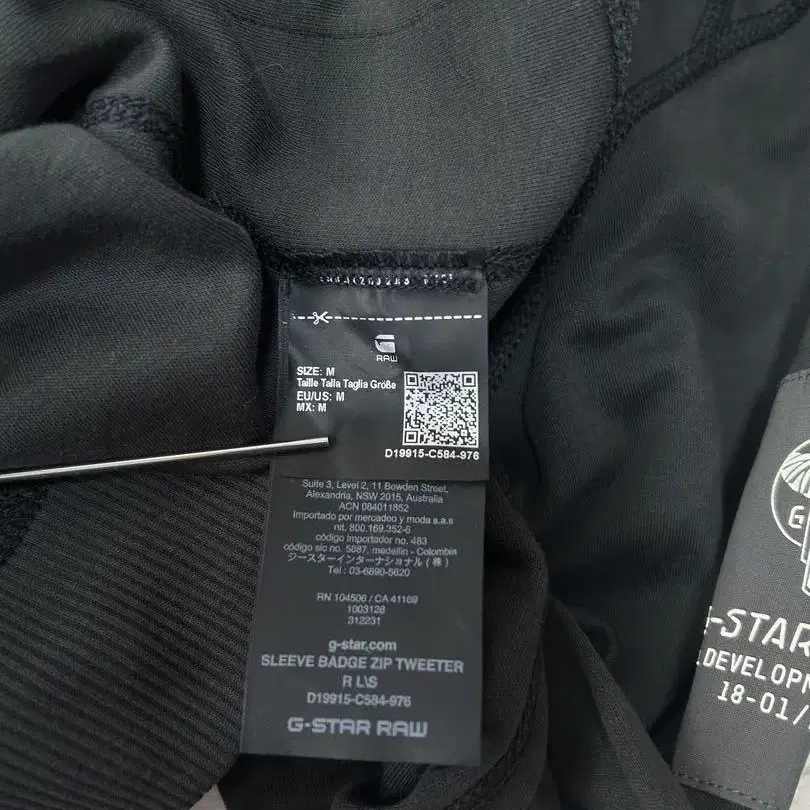 RAW
SIZE: M
Taille Talla Taglia Größe
EU/US: M
MX: M
D19915-C584-976
Suite 3, Level 2, 11 Bowden Street,
Alexandria, NSW 2015, Australia
ACN 084011852
Importado por mercadeo y moda s.a.s
nit. 800.169.352-6
código importador no. 483
código sic no. 5087, medellin - Colombia
ジースターインターナショナル (株)
Tel : 03-6890-5620
RN 104506 / CA 41169
1003128
312231
g-star.com
SLEEVE BADGE ZIP TWEETER
R L\S
D19915-C584-976
G-STAR RAW
G
-STAR
DEVELOPM
18-01/